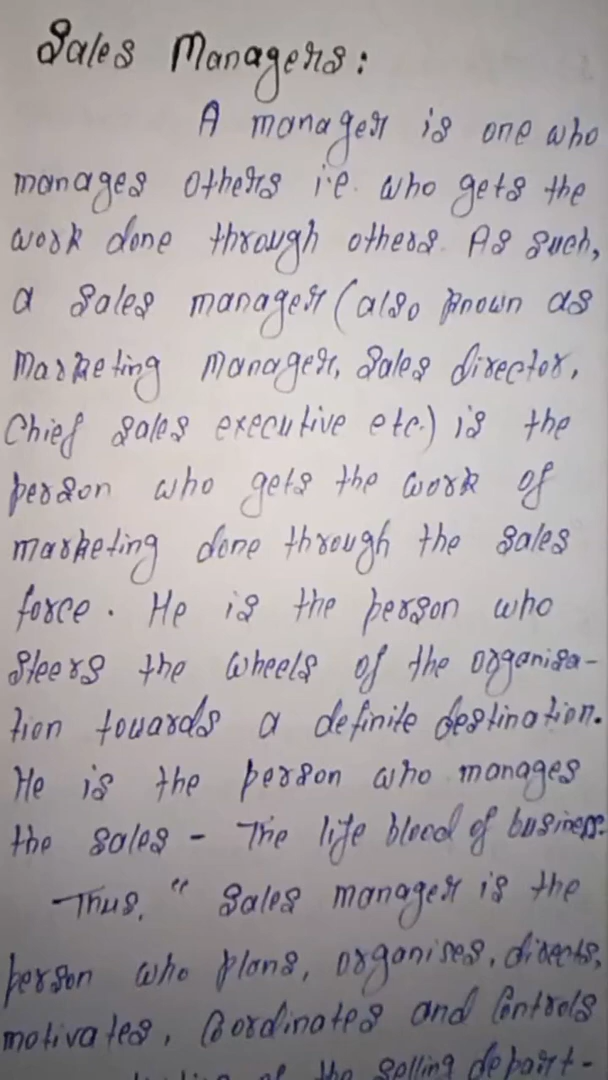 Sales Managers:
A manager is one who
manages others i.e. who gets the
work done through others. As such,
a sales manager (also known as
Marketing Manager, Sales director,
Chief sales executive etc.) is the
person who gets the work of
marketing done through the sales
force. He is the person who
steers the wheels of the organisa-
tion towards a definite destination.
He is the person who manages
the sales - The life blood of business.
Thus, "Sales manager is the
person who plans, organises, directs,
motivates, Coordinates and Controls
of the selling depart-